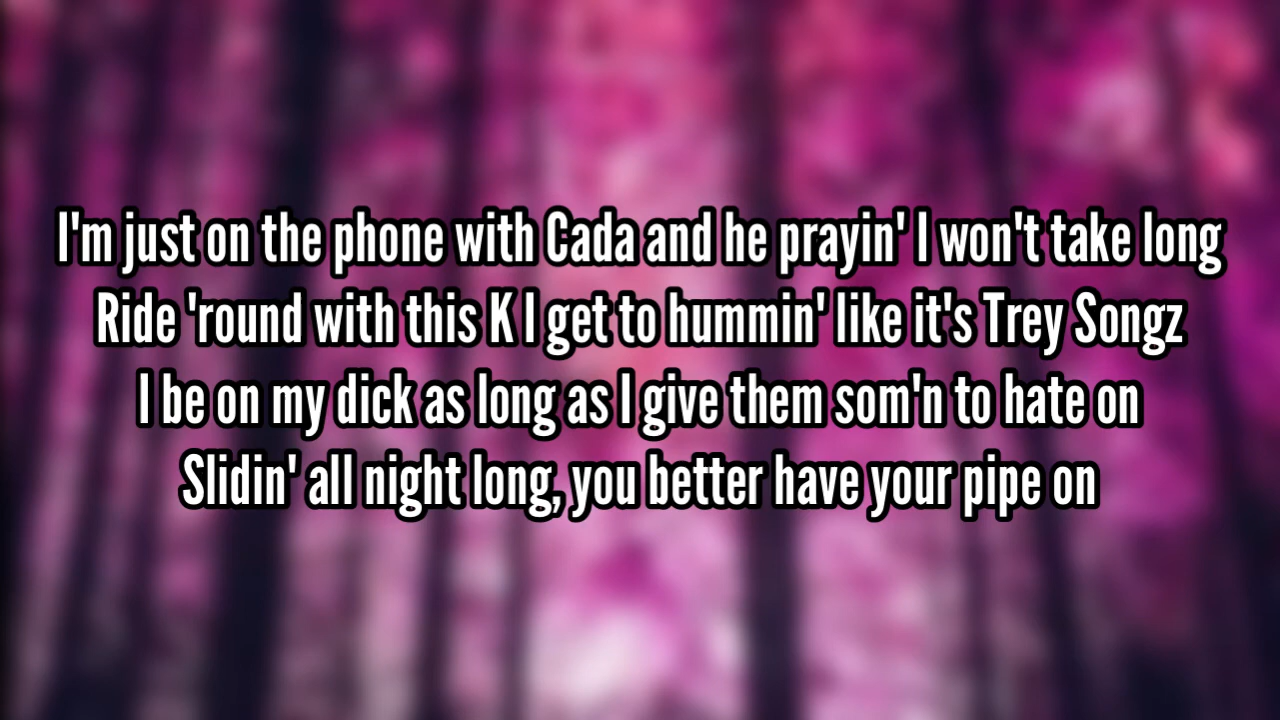 I'm just on the phone with Cada and he prayin' I won't take long
Ride 'round with this K I get to hummin' like it's Trey Songz
I be on my dick as long as I give them som'n to hate on
Slidin' all night long, you better have your pipe on